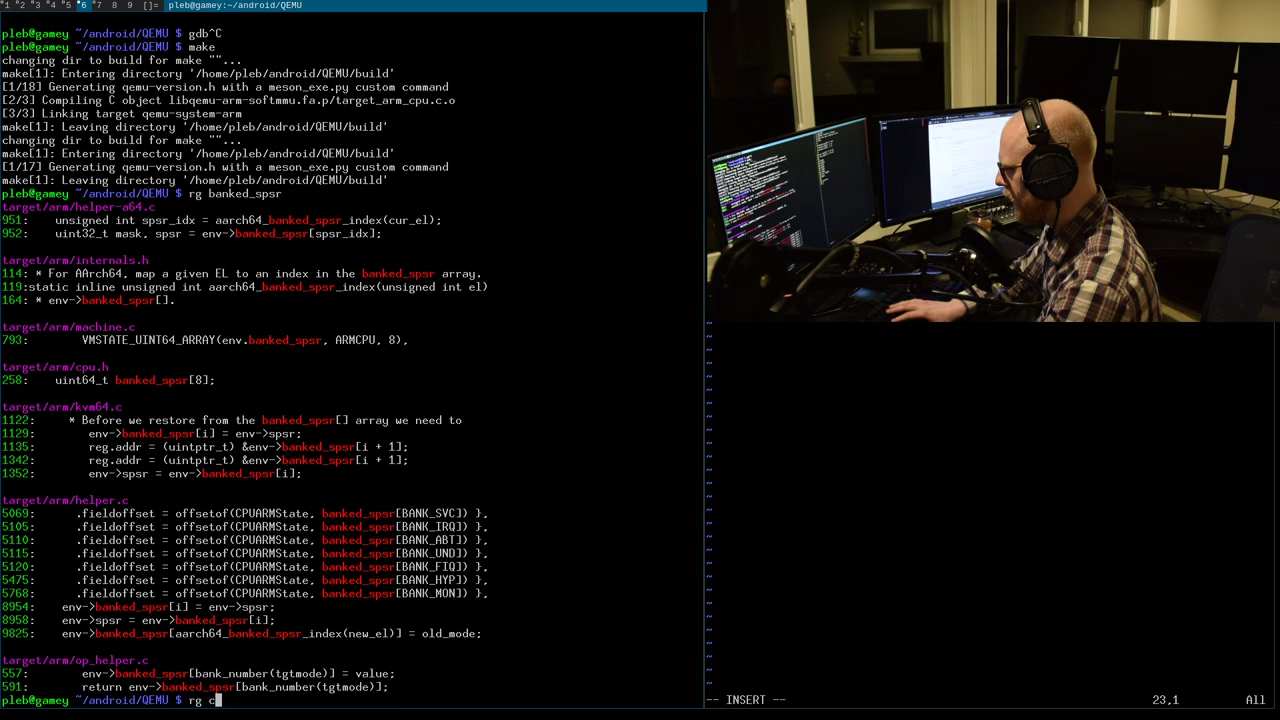 1 2 3 4 5 6 7 8 9 []= pleb@gamey:~/android/QEMU
pleb@gamey ~/android/QEMU $ gdb^C
pleb@gamey ~/android/QEMU $ make
changing dir to build for make ""...
make[1]: Entering directory '/home/pleb/android/QEMU/build'
[1/18] Generating qemu-version.h with a meson_exe.py custom command
[2/3] Compiling C object libqemu-arm-softmmu.fa.p/target_arm_cpu.c.o
[3/3] Linking target qemu-system-arm
make[1]: Leaving directory '/home/pleb/android/QEMU/build'
changing dir to build for make ""...
make[1]: Entering directory '/home/pleb/android/QEMU/build'
[1/17] Generating qemu-version.h with a meson_exe.py custom command
make[1]: Leaving directory '/home/pleb/android/QEMU/build'
pleb@gamey ~/android/QEMU $ rg banked_spsr
target/arm/helper-a64.c
951:    unsigned int spsr_idx = aarch64_banked_spsr_index(cur_el);
952:    uint32_t mask, spsr = env->banked_spsr[spsr_idx];
target/arm/internals.h
114: * For AArch64, map a given EL to an index in the banked_spsr array.
119:static inline unsigned int aarch64_banked_spsr_index(unsigned int el)
164: * env->banked_spsr[].
target/arm/machine.c
793:        VMSTATE_UINT64_ARRAY(env.banked_spsr, ARMCPU, 8),
target/arm/cpu.h
258:    uint64_t banked_spsr[8];
target/arm/kvm64.c
1122:     * Before we restore from the banked_spsr[] array we need to
1129:        env->banked_spsr[i] = env->spsr;
1135:        reg.addr = (uintptr_t) &env->banked_spsr[i + 1];
1342:        reg.addr = (uintptr_t) &env->banked_spsr[i + 1];
1352:        env->spsr = env->banked_spsr[i];
target/arm/helper.c
5069:      .fieldoffset = offsetof(CPUARMState, banked_spsr[BANK_SVC]) },
5105:      .fieldoffset = offsetof(CPUARMState, banked_spsr[BANK_IRQ]) },
5110:      .fieldoffset = offsetof(CPUARMState, banked_spsr[BANK_ABT]) },
5115:      .fieldoffset = offsetof(CPUARMState, banked_spsr[BANK_UND]) },
5120:      .fieldoffset = offsetof(CPUARMState, banked_spsr[BANK_FIQ]) },
5475:      .fieldoffset = offsetof(CPUARMState, banked_spsr[BANK_HYP]) },
5768:      .fieldoffset = offsetof(CPUARMState, banked_spsr[BANK_MON]) },
8954:    env->banked_spsr[i] = env->spsr;
8958:    env->spsr = env->banked_spsr[i];
9825:    env->banked_spsr[aarch64_banked_spsr_index(new_el)] = old_mode;
target/arm/op_helper.c
557:        env->banked_spsr[bank_number(tgtmode)] = value;
591:        return env->banked_spsr[bank_number(tgtmode)];
pleb@gamey ~/android/QEMU $ rg c
-- INSERT -- 23,1 All